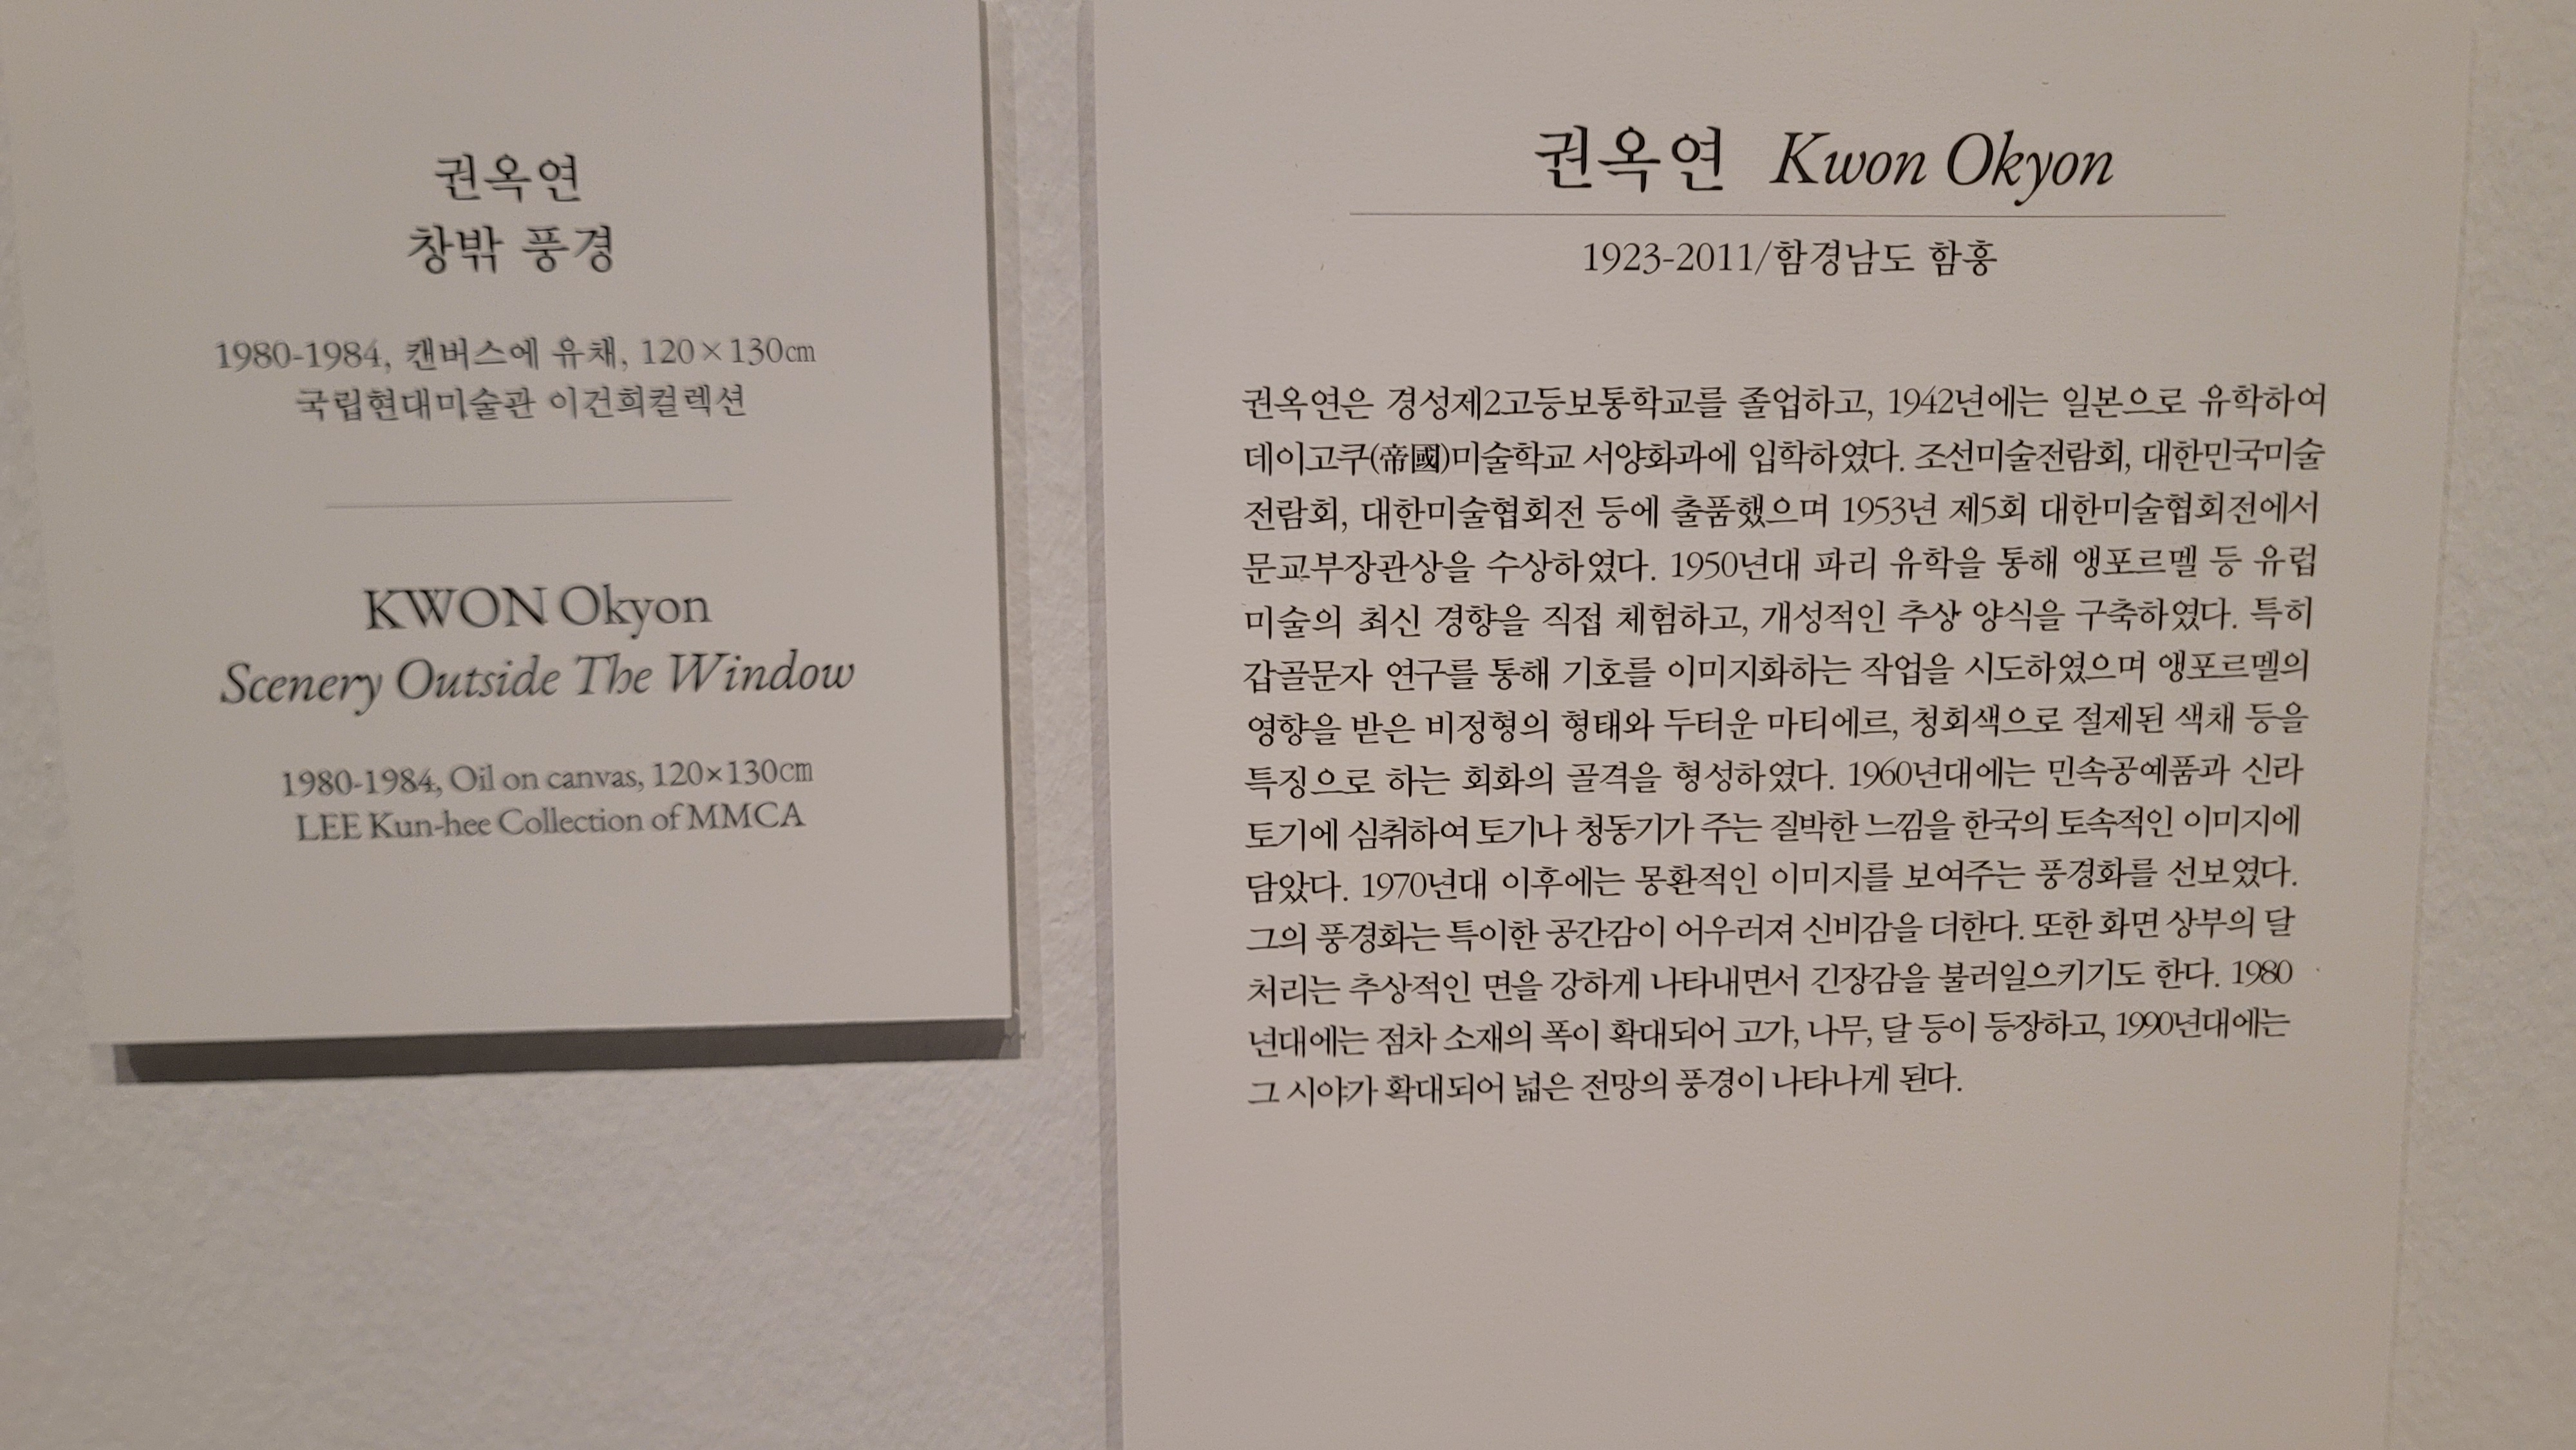 권옥연
창밖 풍경
1980-1984, 캔버스에 유채, 120×130㎝
국립현대미술관 이건희컬렉션
KWON Okyon
Scenery Outside The Window
1980-1984, Oil on canvas, 120×130㎝
LEE Kun-hee Collection of MMCA
권옥연 Kwon Okyon
1923-2011/함경남도 함흥
권옥연은 경성제2고등보통학교를 졸업하고, 1942년에는 일본으로 유학하여
데이고쿠(帝國)미술학교 서양화과에 입학하였다. 조선미술전람회, 대한민국미술
전람회, 대한미술협회전 등에 출품했으며 1953년 제5회 대한미술협회전에서
문교부장관상을 수상하였다. 1950년대 파리 유학을 통해 앵포르멜 등 유럽
미술의 최신 경향을 직접 체험하고, 개성적인 추상 양식을 구축하였다. 특히
갑골문자 연구를 통해 기호를 이미지화하는 작업을 시도하였으며 앵포르멜의
영향을 받은 비정형의 형태와 두터운 마티에르, 청회색으로 절제된 색채 등을
특징으로 하는 회화의 골격을 형성하였다. 1960년대에는 민속공예품과 신라
토기에 심취하여 토기나 청동기가 주는 질박한 느낌을 한국의 토속적인 이미지에
담았다. 1970년대 이후에는 몽환적인 이미지를 보여주는 풍경화를 선보였다.
그의 풍경화는 특이한 공간감이 어우러져 신비감을 더한다. 또한 화면 상부의 달
처리는 추상적인 면을 강하게 나타내면서 긴장감을 불러일으키기도 한다. 1980
년대에는 점차 소재의 폭이 확대되어 고가, 나무, 달 등이 등장하고, 1990년대에는
그 시야가 확대되어 넓은 전망의 풍경이 나타나게 된다.